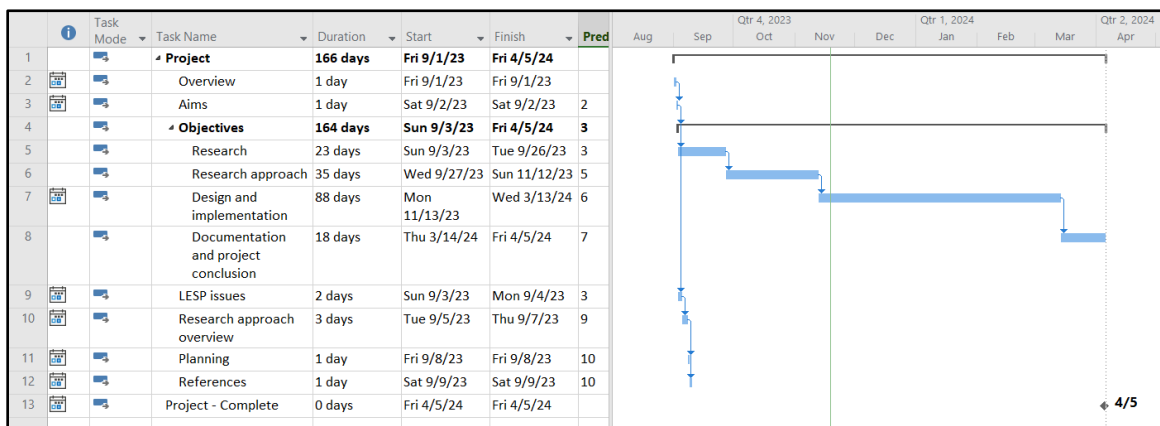 Qtr 4, 2023 Qtr 1, 2024 Qtr 2, 2024
Task Mode Task Name Duration Start Finish Pred Aug Sep Oct Nov Dec Jan Feb Mar Apr
1 Project 166 days Fri 9/1/23 Fri 4/5/24
2 Overview 1 day Fri 9/1/23 Fri 9/1/23
3 Aims 1 day Sat 9/2/23 Sat 9/2/23 2
4 Objectives 164 days Sun 9/3/23 Fri 4/5/24 3
5 Research 23 days Sun 9/3/23 Tue 9/26/23 3
6 Research approach 35 days Wed 9/27/23 Sun 11/12/23 5
7 Design and implementation 88 days Mon 11/13/23 Wed 3/13/24 6
8 Documentation and project conclusion 18 days Thu 3/14/24 Fri 4/5/24 7
9 LESP issues 2 days Sun 9/3/23 Mon 9/4/23 3
10 Research approach overview 3 days Tue 9/5/23 Thu 9/7/23 9
11 Planning 1 day Fri 9/8/23 Fri 9/8/23 10
12 References 1 day Sat 9/9/23 Sat 9/9/23 10
13 Project - Complete 0 days Fri 4/5/24 Fri 4/5/24 4/5